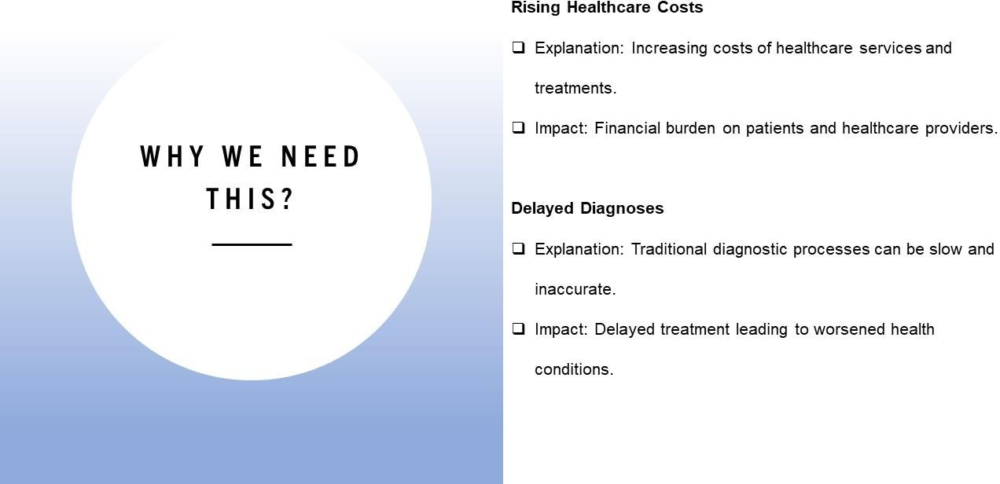 WHY WE NEED
THIS?
Rising Healthcare Costs
❑ Explanation: Increasing costs of healthcare services and
treatments.
❑ Impact: Financial burden on patients and healthcare providers.
Delayed Diagnoses
❑ Explanation: Traditional diagnostic processes can be slow and
inaccurate.
❑ Impact: Delayed treatment leading to worsened health
conditions.